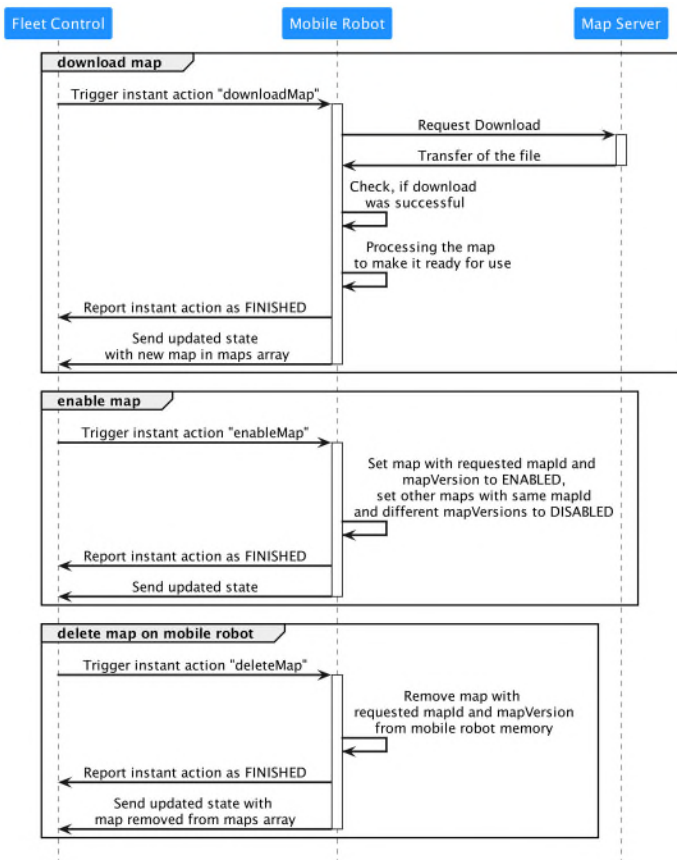 Fleet Control
Mobile Robot
Map Server
download map
Trigger instant action "downloadMap"
Request Download
Transfer of the file
Check, if download
was successful
Processing the map
to make it ready for use
Report instant action as FINISHED
Send updated state
with new map in maps array
enable map
Trigger instant action "enableMap"
Set map with requested mapId and
mapVersion to ENABLED,
set other maps with same mapId
and different mapVersions to DISABLED
Report instant action as FINISHED
Send updated state
delete map on mobile robot
Trigger instant action "deleteMap"
Remove map with
requested mapId and mapVersion
from mobile robot memory
Report instant action as FINISHED
Send updated state with
map removed from maps array